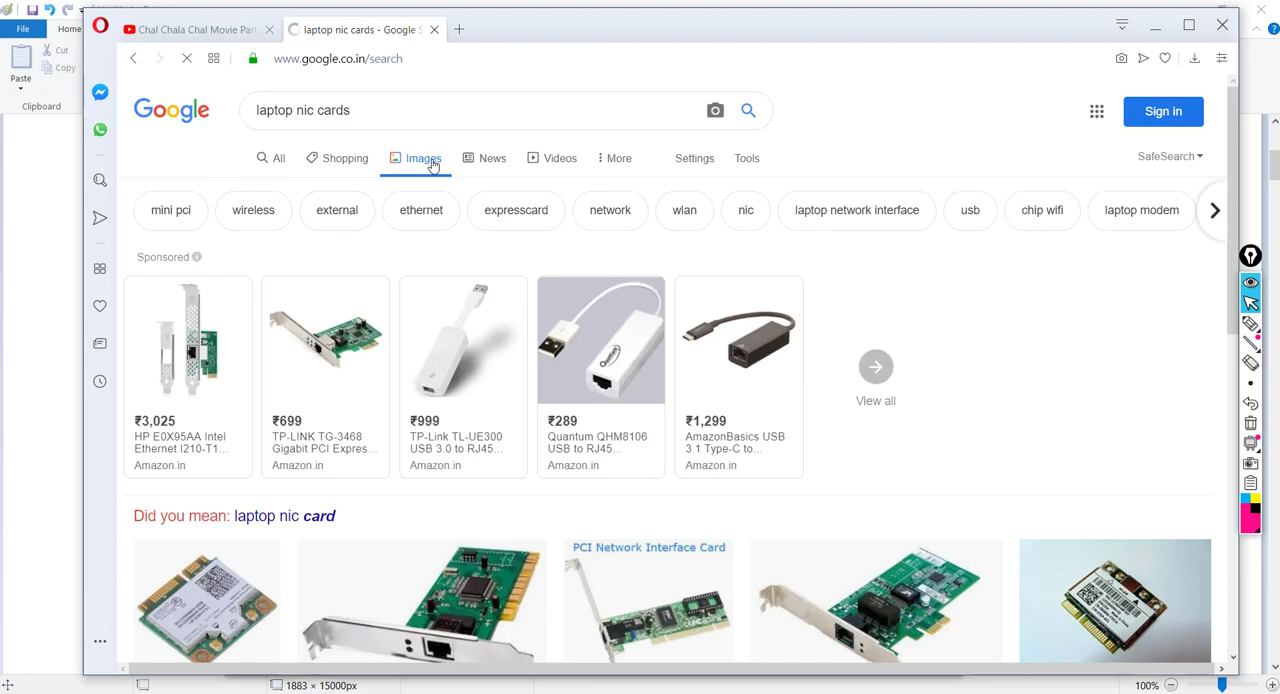 File
Home
Cut
Copy
Paste
Clipboard
Chal Chala Chal Movie Par
laptop nic cards - Google S
www.google.co.in/search
Google
laptop nic cards
Sign in
All
Shopping
Images
News
Videos
More
Settings
Tools
SafeSearch
mini pci
wireless
external
ethernet
expresscard
network
wlan
nic
laptop network interface
usb
chip wifi
laptop modem
Sponsored
₹3,025
HP E0X95AA Intel
Ethernet I210-T1...
Amazon.in
₹699
TP-LINK TG-3468
Gigabit PCI Expres...
Amazon.in
₹999
TP-Link TL-UE300
USB 3.0 to RJ45...
Amazon.in
Quantum
₹289
Quantum QHM8106
USB to RJ45...
Amazon.in
₹1,299
AmazonBasics USB
3.1 Type-C to...
Amazon.in
View all
Did you mean: laptop nic card
PCI Network Interface Card
1883 × 15000px
100%